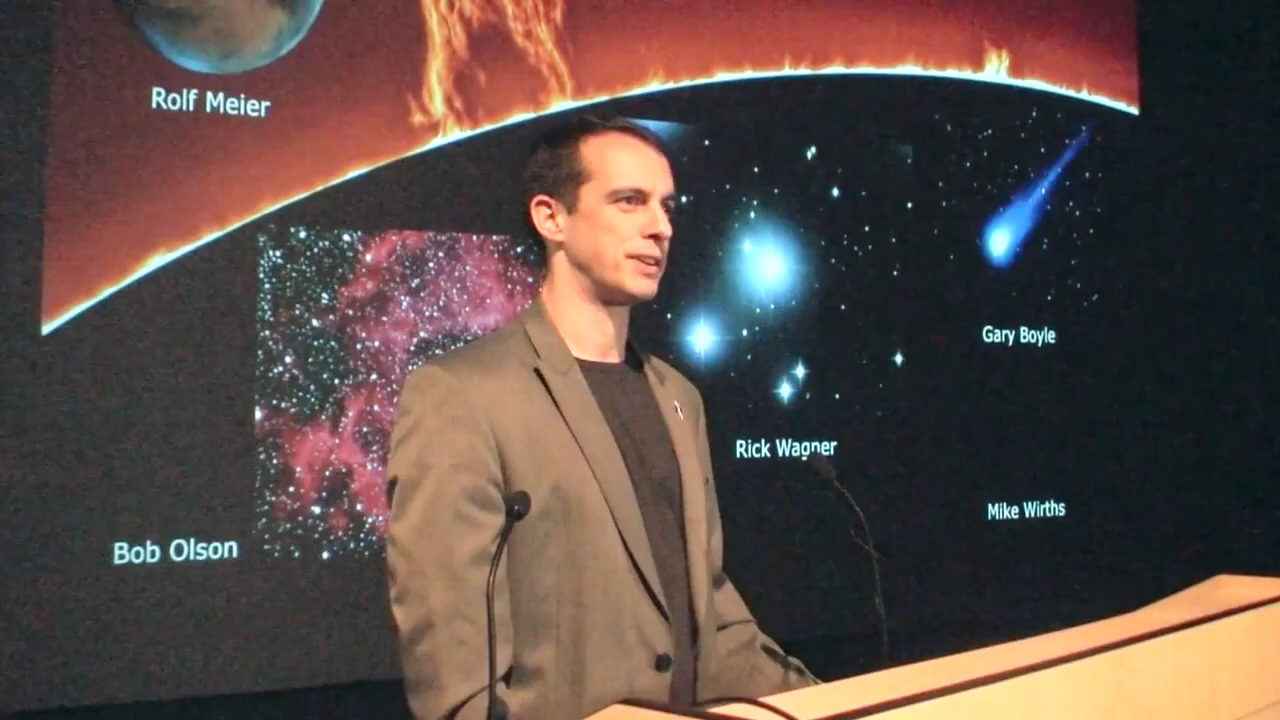 Rolf Meier
Gary Boyle
Rick Wagner
Mike Wirths
Bob Olson